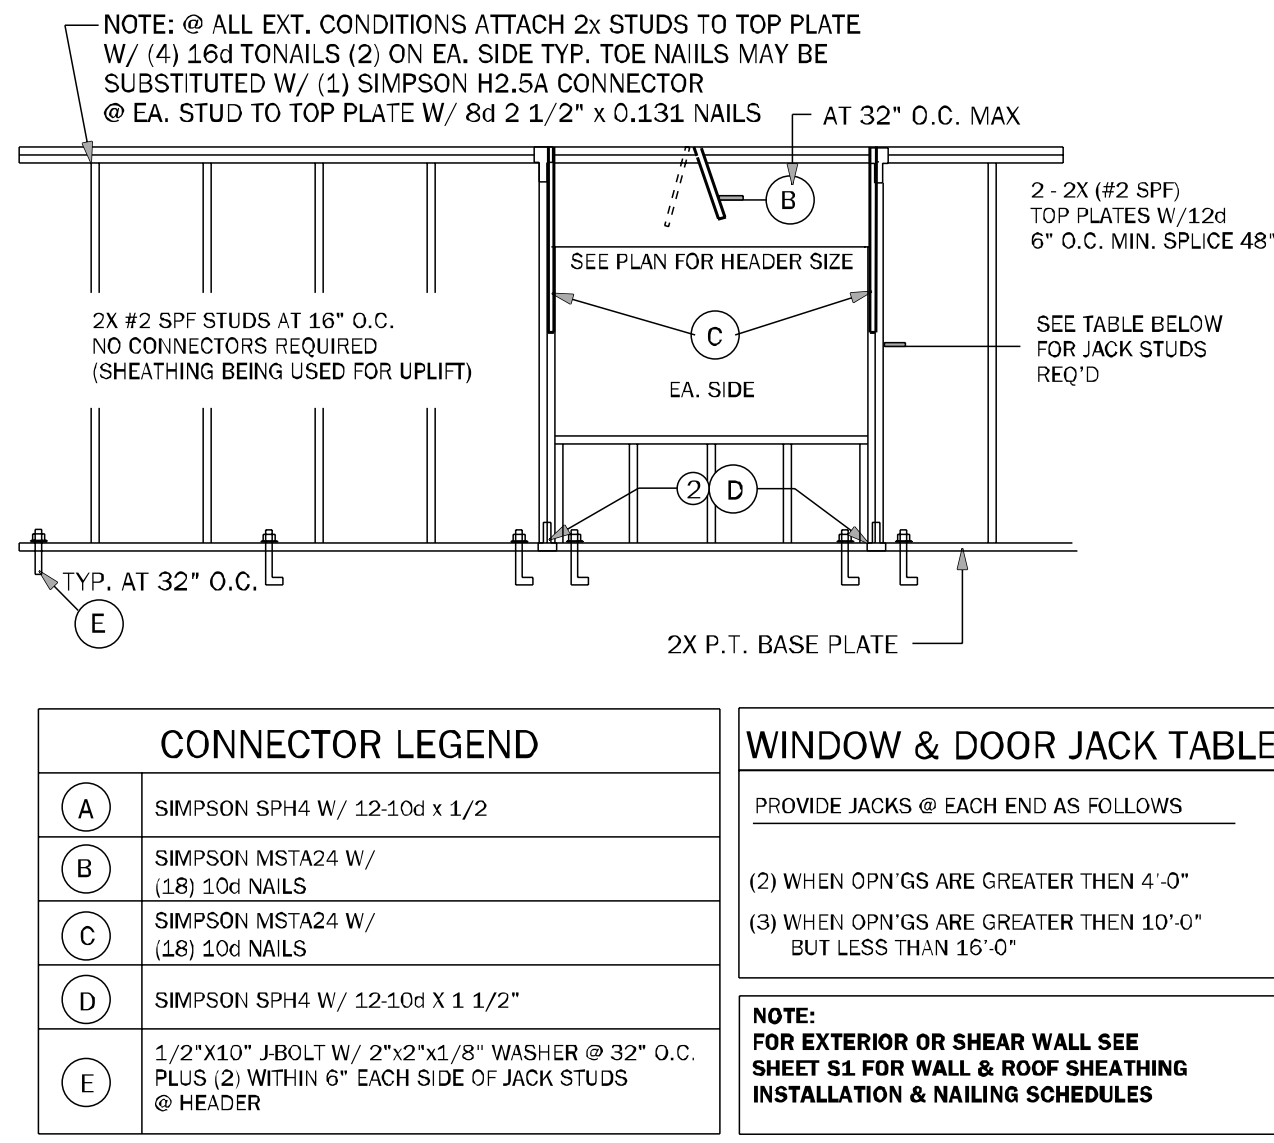 NOTE: @ ALL EXT. CONDITIONS ATTACH 2x STUDS TO TOP PLATE
W/ (4) 16d TONAILS (2) ON EA. SIDE TYP. TOE NAIILS MAY BE
SUBSTITUTED W/ (1) SIMPSON H2.5A CONNECTOR
@ EA. STUD TO TOP PLATE W/ 8d 2 1/2" x 0.131 NAILS
AT 32" O.C. MAX
B
2 - 2X (#2 SPF)
TOP PLATES W/12d
6" O.C. MIN. SPLICE 48"
SEE PLAN FOR HEADER SIZE
2X #2 SPF STUDS AT 16" O.C.
NO CONNECTORS REQUIRED
(SHEATHING BEING USED FOR UPLIFT)
C
EA. SIDE
SEE TABLE BELOW
FOR JACK STUDS
REQ'D
2 D
TYP. AT 32" O.C.
E
2X P.T. BASE PLATE
CONNECTOR LEGEND
A SIMPSON SPH4 W/ 12-10d x 1/2
B SIMPSON MSTA24 W/
(18) 10d NAILS
C SIMPSON MSTA24 W/
(18) 10d NAILS
D SIMPSON SPH4 W/ 12-10d X 1 1/2"
E 1/2"X10" J-BOLT W/ 2"x2"x1/8" WASHER @ 32" O.C.
PLUS (2) WITHIN 6" EACH SIDE OF JACK STUDS
@ HEADER
WINDOW & DOOR JACK TABLE
PROVIDE JACKS @ EACH END AS FOLLOWS
(2) WHEN OPN'GS ARE GREATER THEN 4'-0"
(3) WHEN OPN'GS ARE GREATER THEN 10'-0"
BUT LESS THAN 16'-0"
NOTE:
FOR EXTERIOR OR SHEAR WALL SEE
SHEET S1 FOR WALL & ROOF SHEATHING
INSTALLATION & NAILING SCHEDULES